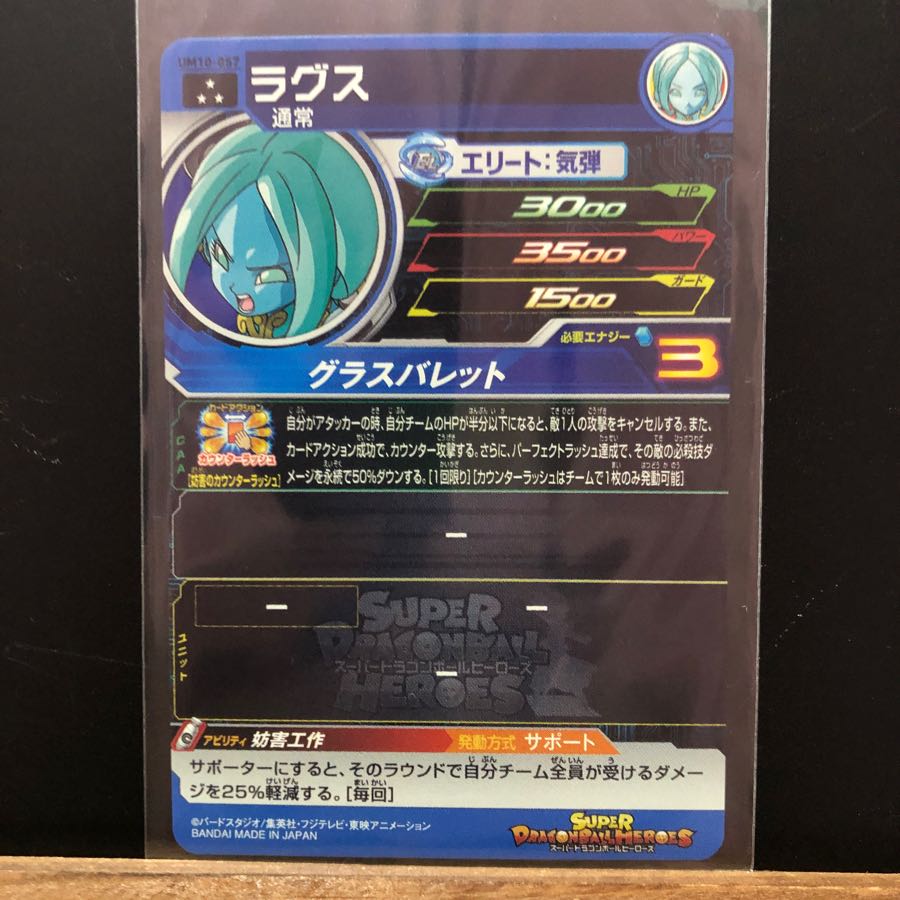 UM10-057
ラグス
通常
EL エリート：気弾
HP
3000
パワー
3500
ガード
1500
必要エナジー 3
グラスバレット
カードアクション
カウンターラッシュ
[妨害のカウンターラッシュ]
CAA
自分がアタッカーの時、自分チームのHPが半分以下になると、敵1人の攻撃をキャンセルする。また、
カードアクション成功で、カウンター攻撃する。さらに、パーフェクトラッシュ達成で、その敵の必殺技ダ
メージを永続で50%ダウンする。[1回限り][カウンターラッシュはチームで1枚のみ発動可能]
ー
ユニット
ー
ー
ー
SUPER
DRAGONBALL
スーパードラゴンボールヒーローズ
HEROES
アビリティ 妨害工作 発動方式 サポート
サポーターにすると、そのラウンドで自分チーム全員が受けるダメー
ジを25%軽減する。[毎回]
©バードスタジオ/集英社・フジテレビ・東映アニメーション
BANDAI MADE IN JAPAN
SUPER
DRAGONBALL HEROES
スーパードラゴンボールヒーローズ